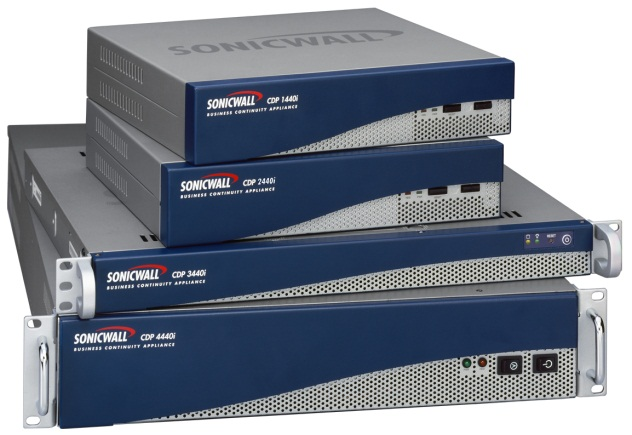 SONICWALL
SONICWALL CDP 1440i
BUSINESS CONTINUITY APPLIANCE
SONICWALL CDP 2440i
BUSINESS CONTINUITY APPLIANCE
SONICWALL CDP 3440i
BUSINESS CONTINUITY APPLIANCE
RESET
SONICWALL CDP 4440i
BUSINESS CONTINUITY APPLIANCE